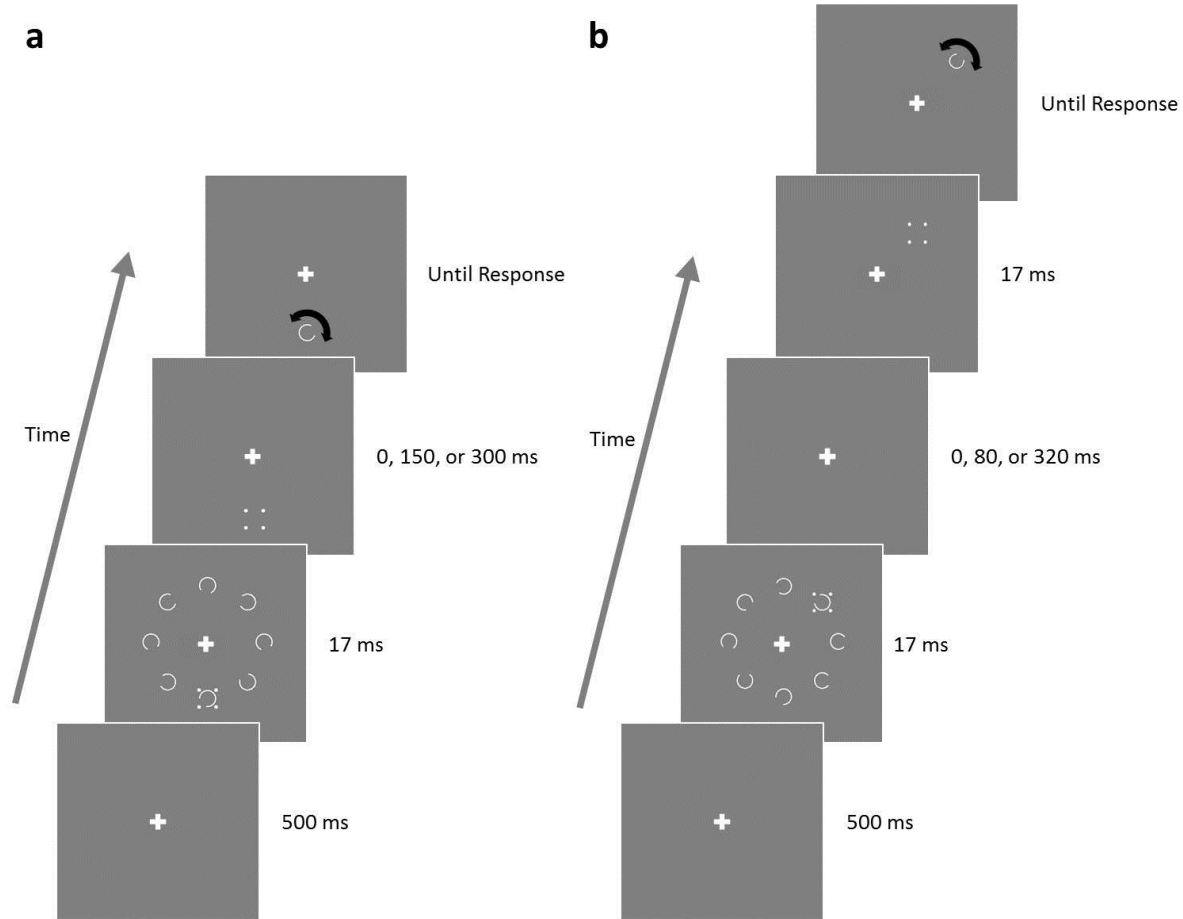 a
Until Response
Time
0, 150, or 300 ms
17 ms
500 ms
b
Until Response
17 ms
Time
0, 80, or 320 ms
17 ms
500 ms